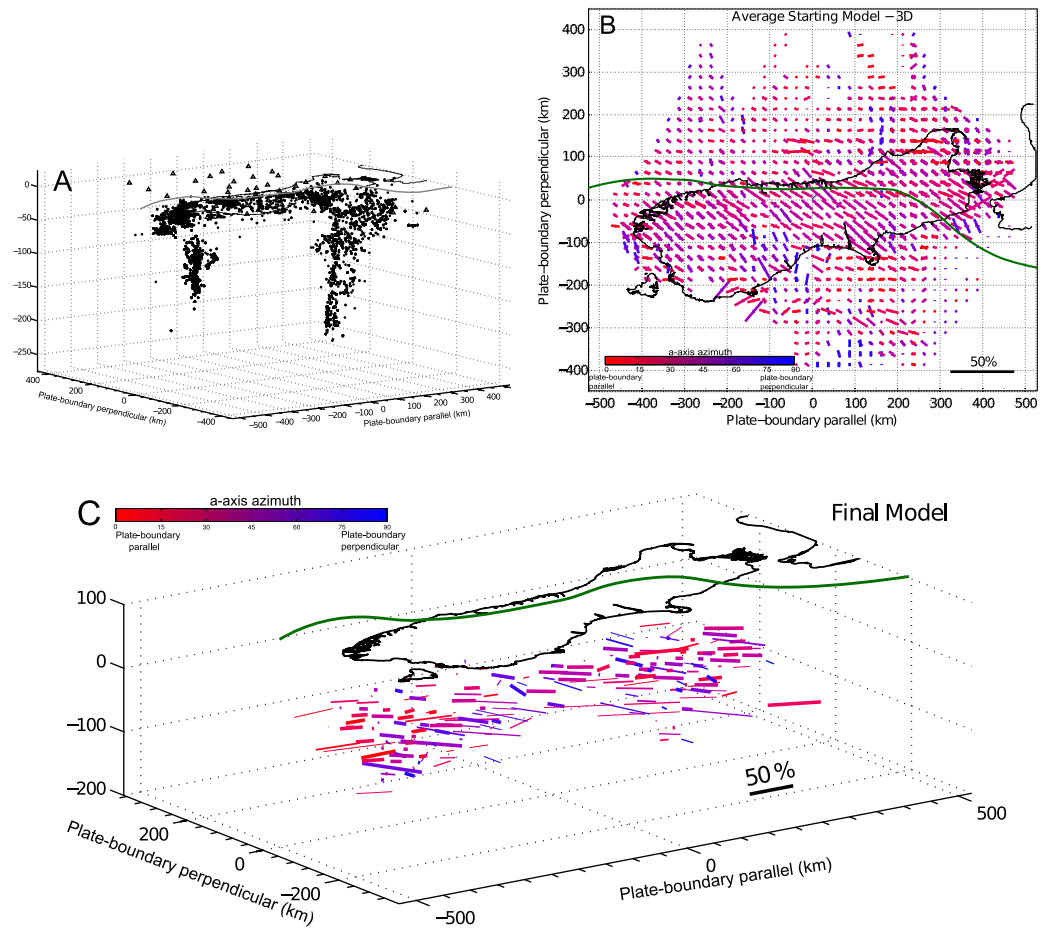 A
0
−50
−100
−150
−200
−250
400
200
0
−200
−400
Plate-boundary perpendicular (km)
−500
−400
−300
−200
−100
0
100
200
300
400
Plate-boundary parallel (km)
B
Average Starting Model −3D
450
400
300
200
100
0
−100
−200
−300
−400
−450
Plate−boundary perpendicular (km)
a-axis azimuth
0 15 30 45 60 75 90
plate-boundary parallel
plate-boundary perpendicular
50%
−500 −400 −300 −200 −100 0 100 200 300 400 500
Plate−boundary parallel (km)
C
a-axis azimuth
0 15 30 45 60 75 90
Plate-boundary parallel
Plate-boundary perpendicular
Final Model
100
0
−100
−200
200
0
−200
Plate-boundary perpendicular (km)
50 %
−500
0
500
Plate-boundary parallel (km)